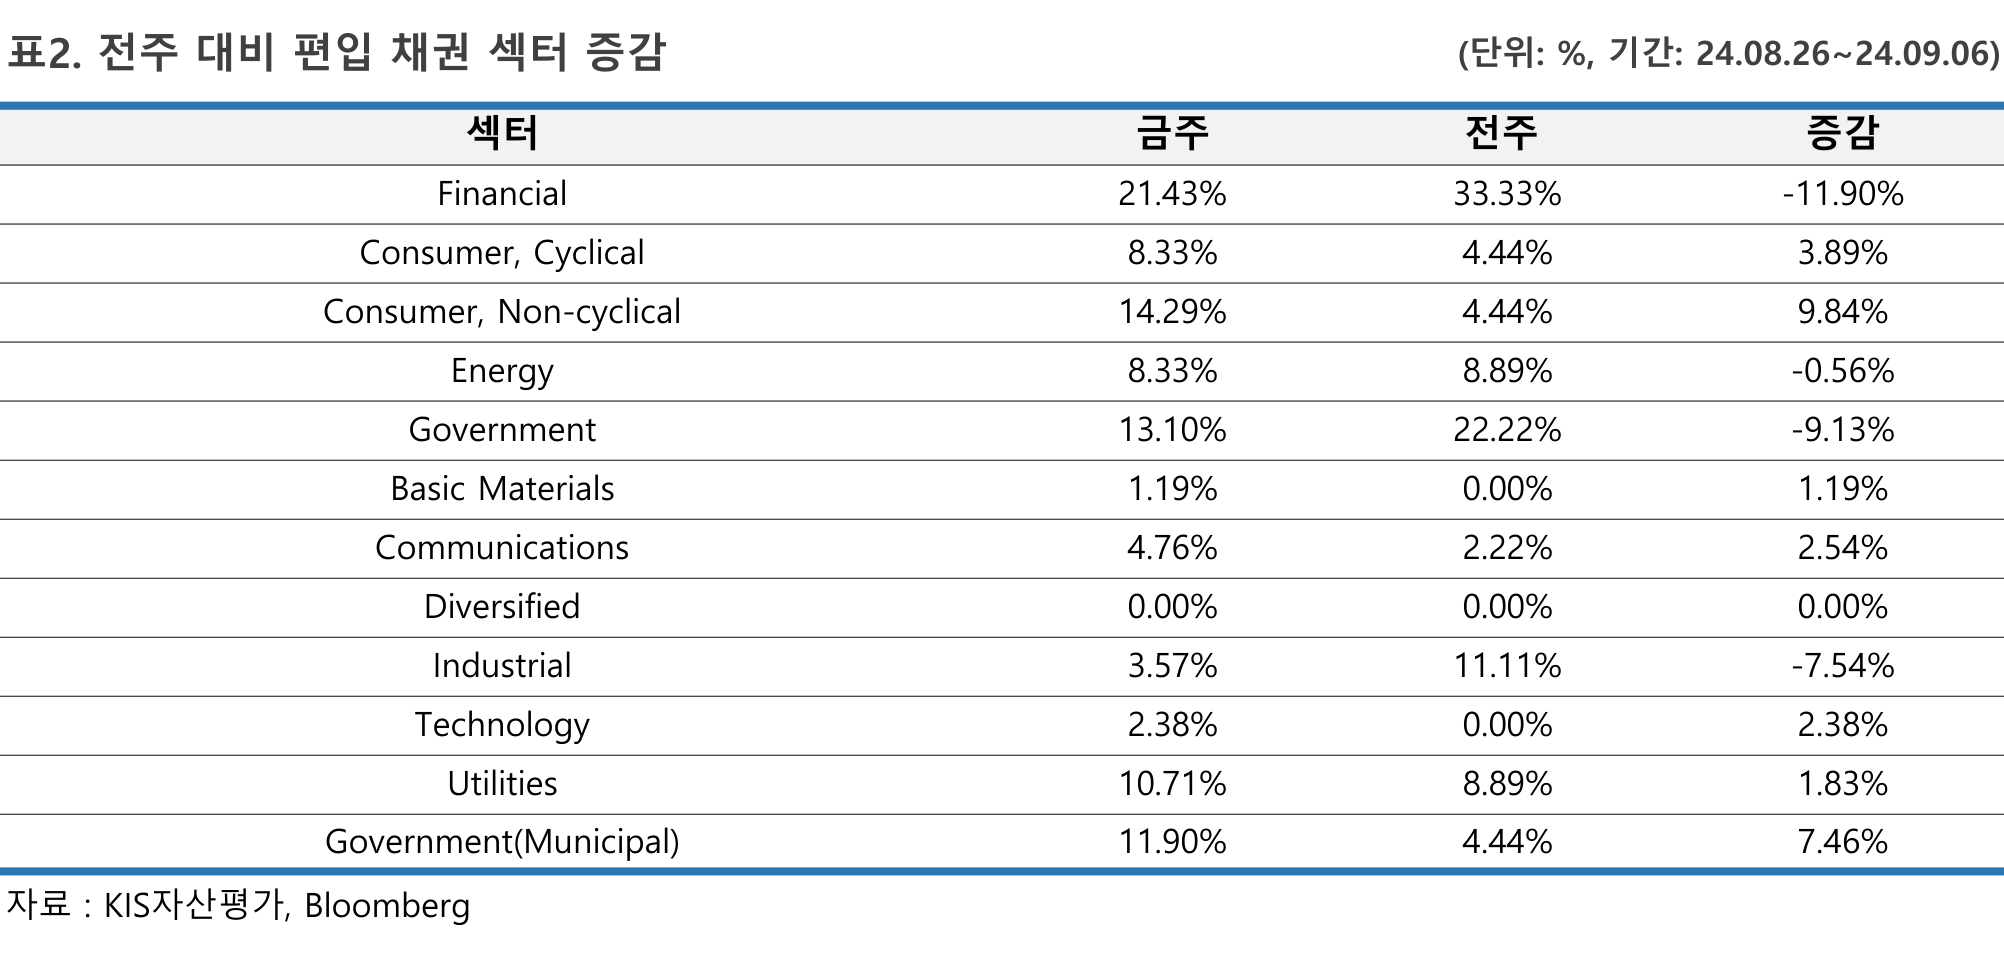 표2. 전주 대비 편입 채권 섹터 증감 (단위: %, 기간: 24.08.26~24.09.06)
섹터 금주 전주 증감
Financial 21.43% 33.33% -11.90%
Consumer, Cyclical 8.33% 4.44% 3.89%
Consumer, Non-cyclical 14.29% 4.44% 9.84%
Energy 8.33% 8.89% -0.56%
Government 13.10% 22.22% -9.13%
Basic Materials 1.19% 0.00% 1.19%
Communications 4.76% 2.22% 2.54%
Diversified 0.00% 0.00% 0.00%
Industrial 3.57% 11.11% -7.54%
Technology 2.38% 0.00% 2.38%
Utilities 10.71% 8.89% 1.83%
Government(Municipal) 11.90% 4.44% 7.46%
자료 : KIS자산평가, Bloomberg